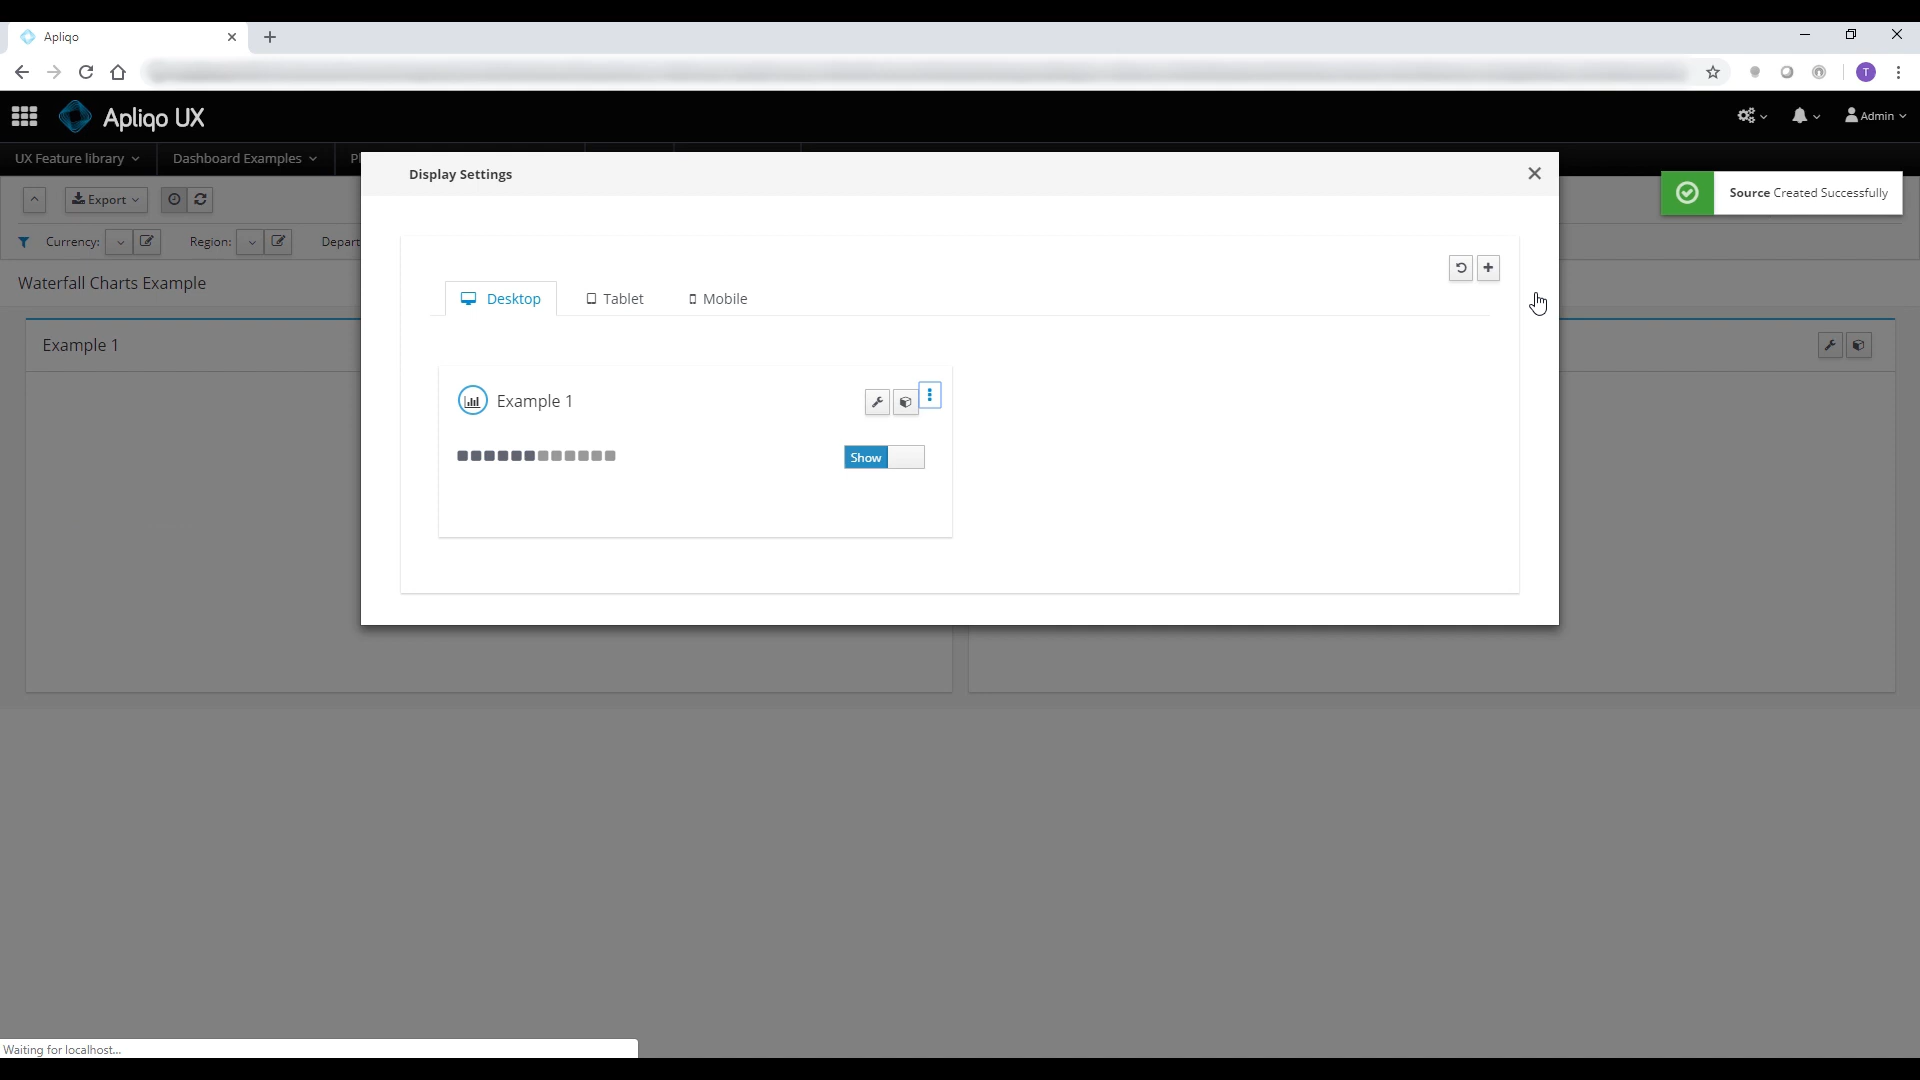 Apliqo
T
Apliqo UX
Admin
UX Feature library
Dashboard Examples
Display Settings
Export
Source Created Successfully
Currency:
Region:
Waterfall Charts Example
Desktop
Tablet
Mobile
Example 1
Example 1
Show
Waiting for localhost...